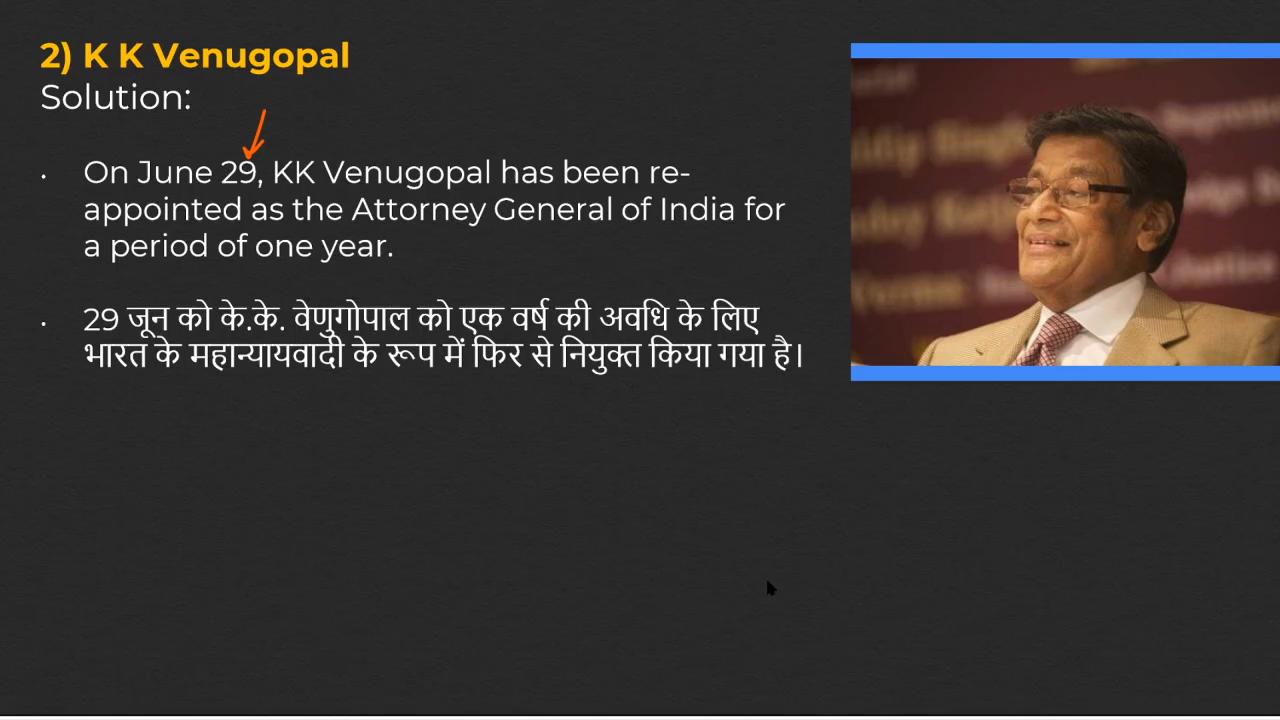 2) K K Venugopal
Solution:
• On June 29, KK Venugopal has been re-
appointed as the Attorney General of India for
a period of one year.
• 29 जून को के.के. वेणुगोपाल को एक वर्ष की अवधि के लिए
भारत के महान्यायवादी के रूप में फिर से नियुक्त किया गया है।